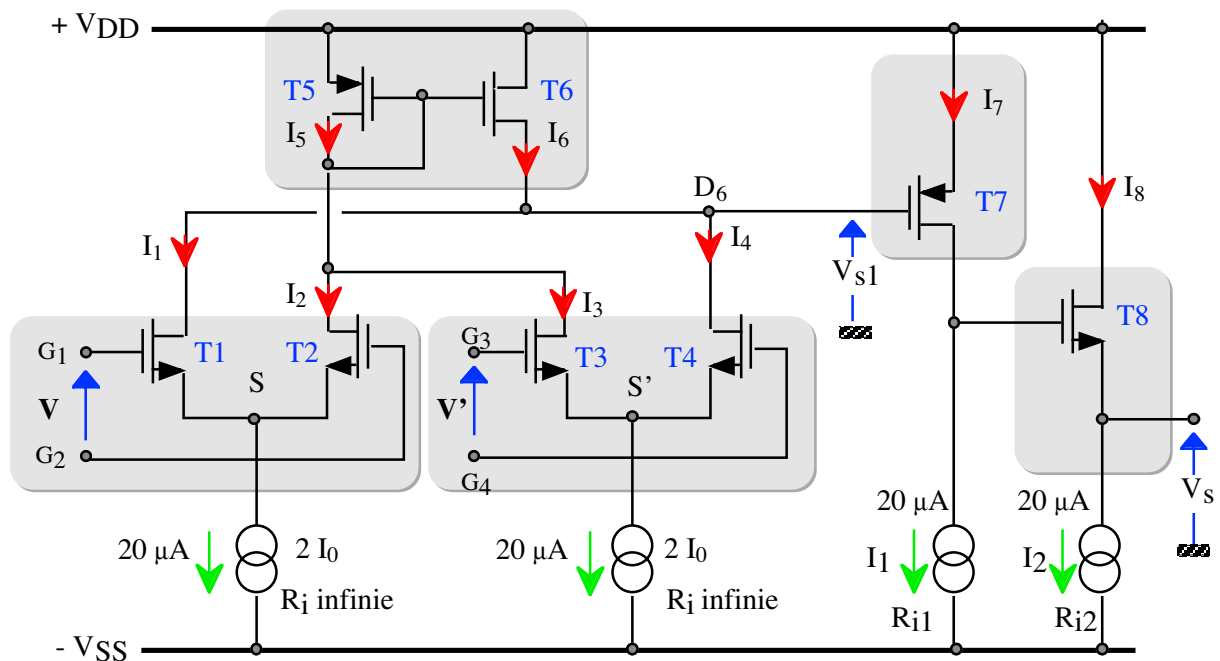 + VDD
T5
T6
I5
I6
I7
T7
D6
I8
I1
I4
Vs1
I2
I3
T8
G1
T1
T2
G3
T3
T4
V
S
V’
S’
G2
G4
Vs
20 µA
2 I0
20 µA
2 I0
20 µA
20 µA
I1
I2
Ri infinie
Ri infinie
Ri1
Ri2
- VSS